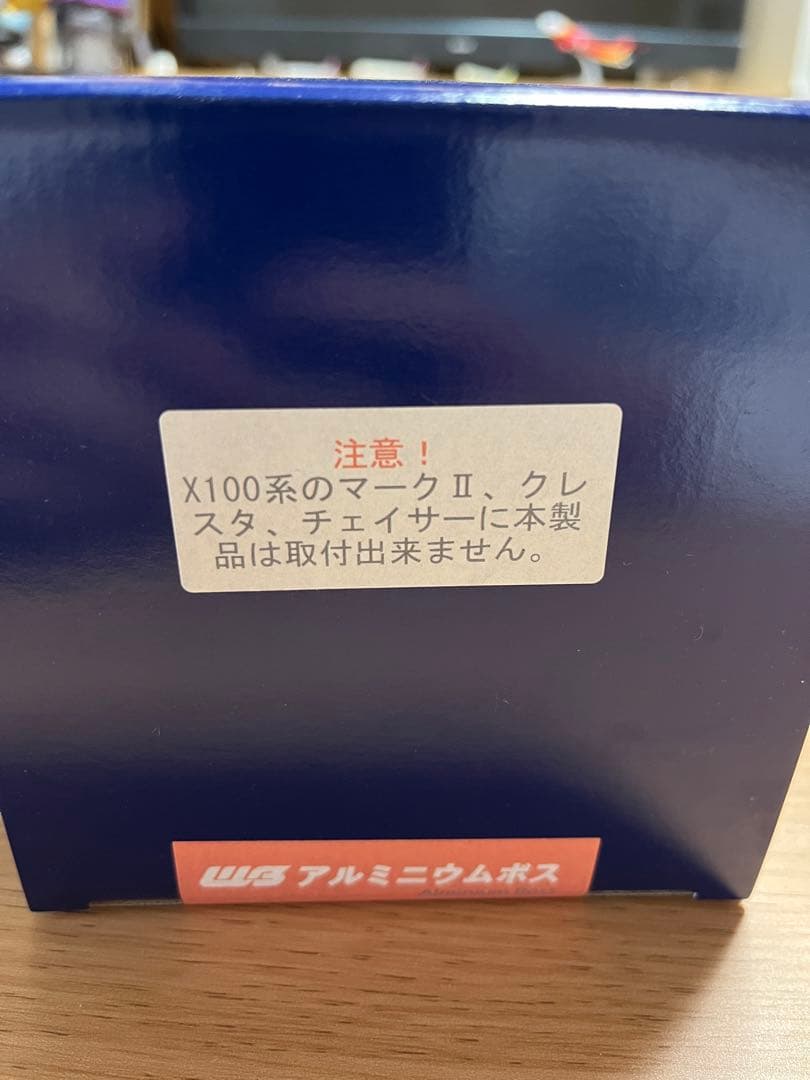 注意！
X100系のマークⅡ、クレ
スタ、チェイサーに本製
品は取付出来ません。
WB アルミニウムボス
Aluminium Boss